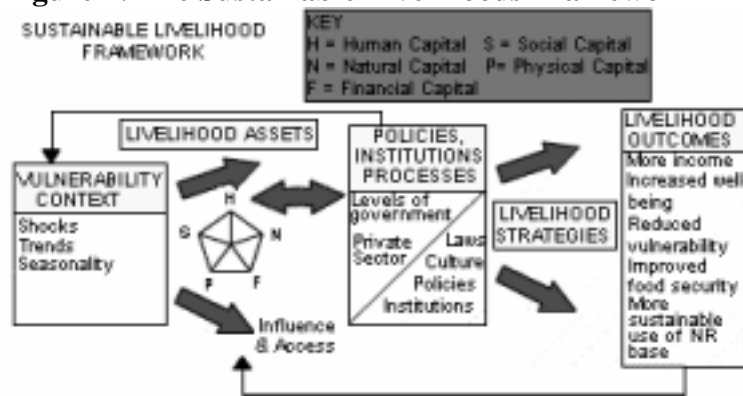 SUSTAINABLE LIVELIHOOD
FRAMEWORK
KEY
H = Human Capital S = Social Capital
N = Natural Capital P= Physical Capital
F = Financial Capital
LIVELIHOOD ASSETS
POLICIES,
INSTITUTIONS
PROCESSES
LIVELIHOOD
OUTCOMES
VULNERABILITY
CONTEXT
Shocks
Trends
Seasonality
H
S
N
P
F
Influence
& Access
Levels of
government
Private
Sector
Laws
Culture
Policies
Institutions
LIVELIHOOD
STRATEGIES
More income
Increased well
being
Reduced
vulnerability
Improved
food security
More
sustainable
use of NR
base